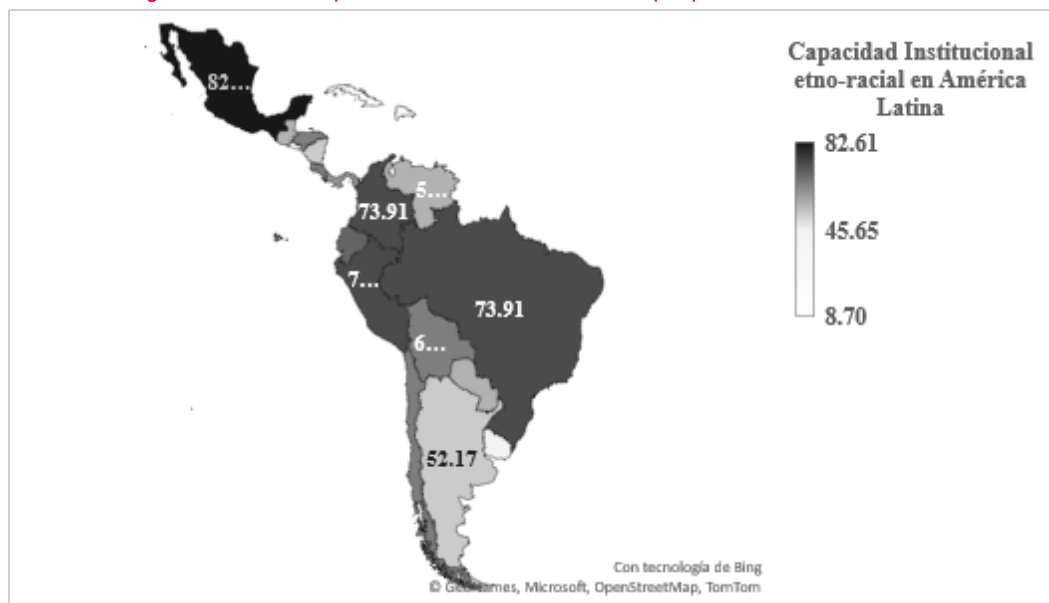 Capacidad Institucional
etno-racial en América
Latina
82.61
45.65
8.70
82...
5...
73.91
7...
73.91
6...
52.17
Con tecnología de Bing
© Microsoft, OpenStreetMap, TomTom